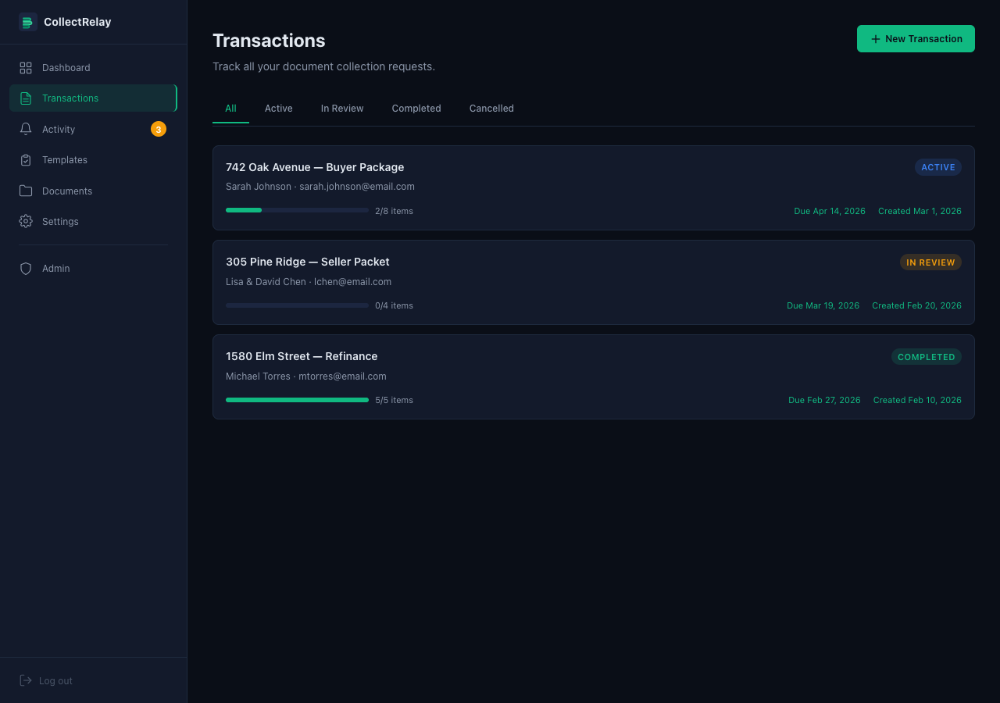 CollectRelay
Dashboard
Transactions
Activity 3
Templates
Documents
Settings
Admin
Log out
Transactions
Track all your document collection requests.
New Transaction
All Active In Review Completed Cancelled
742 Oak Avenue — Buyer Package ACTIVE
Sarah Johnson · sarah.johnson@email.com
2/8 items Due Apr 14, 2026 Created Mar 1, 2026
305 Pine Ridge — Seller Packet IN REVIEW
Lisa & David Chen · lchen@email.com
0/4 items Due Mar 19, 2026 Created Feb 20, 2026
1580 Elm Street — Refinance COMPLETED
Michael Torres · mtorres@email.com
5/5 items Due Feb 27, 2026 Created Feb 10, 2026